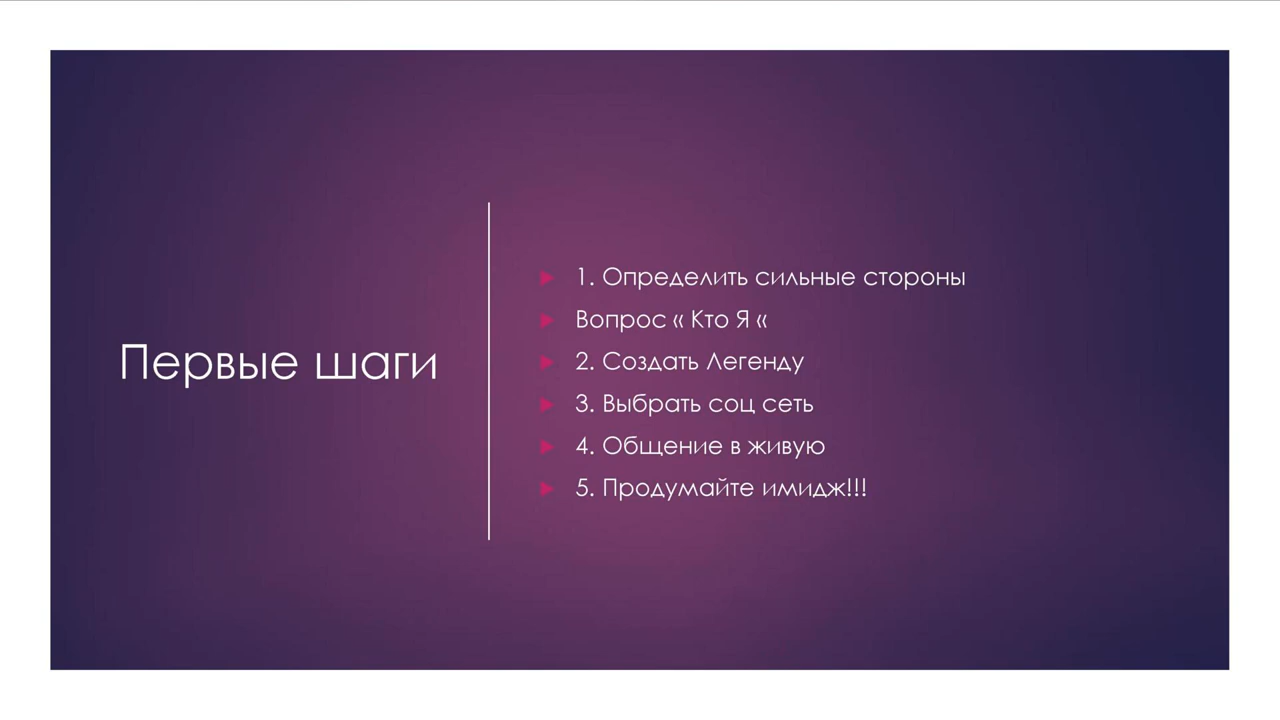 Первые шаги
1. Определить сильные стороны
Вопрос « Кто Я «
2. Создать Легенду
3. Выбрать соц сеть
4. Общение в живую
5. Продумайте имидж!!!